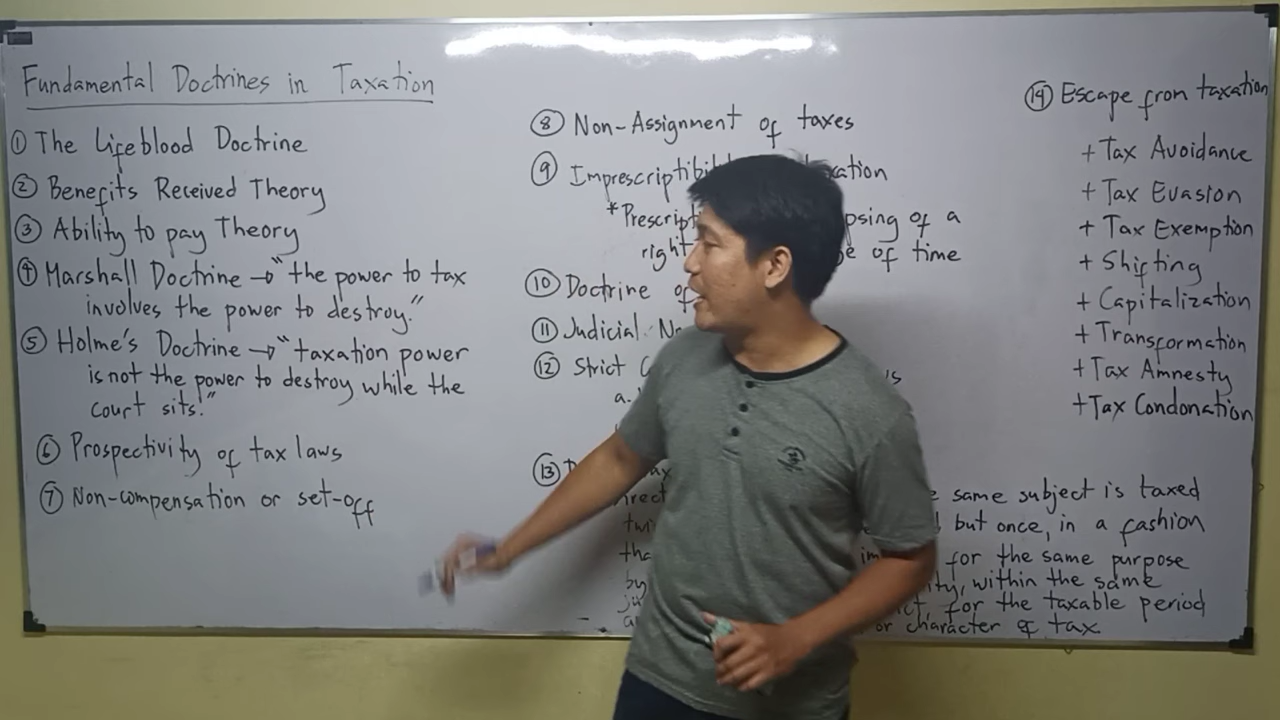 Fundamental Doctrines in Taxation
① The Lifeblood Doctrine
② Benefits Received Theory
③ Ability to pay Theory
④ Marshall Doctrine → "the power to tax
involves the power to destroy."
⑤ Holme's Doctrine → "taxation power
is not the power to destroy while the
court sits."
⑥ Prospectivity of tax laws
⑦ Non-compensation or set-off
⑧ Non-Assignment of taxes
⑨
* of a
right of time
⑩ Doctrine of
⑪ Judicial
⑫ Strict
a.
⑬
same subject is taxed
but once, in a fashion
for the same purpose
by within the same
for the taxable period
or character of tax
⑭ Escape from taxation
+ Tax Avoidance
+ Tax Evasion
+ Tax Exemption
+ Shifting
+ Capitalization
+ Transformation
+ Tax Amnesty
+ Tax Condonation